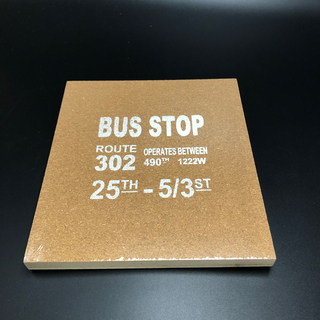 BUS STOP
ROUTE OPERATES BETWEEN
302 490TH 1222W
25TH - 5/3ST